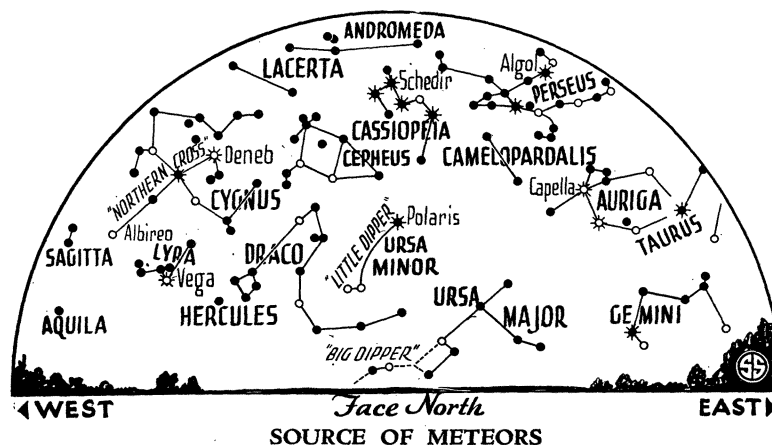 ANDROMEDA
LACERTA
Algol
Schedir
PERSEUS
CASSIOPEIA
CEPHEUS
CAMELOPARDALIS
"NORTHERN CROSS"
Deneb
CYGNUS
Capella
AURIGA
TAURUS
Albireo
SAGITTA
LYRA
Vega
DRACO
"LITTLE DIPPER"
Polaris
URSA
MINOR
AQUILA
HERCULES
URSA
MAJOR
GEMINI
"BIG DIPPER"
SS
WEST
Face North
EAST
SOURCE OF METEORS